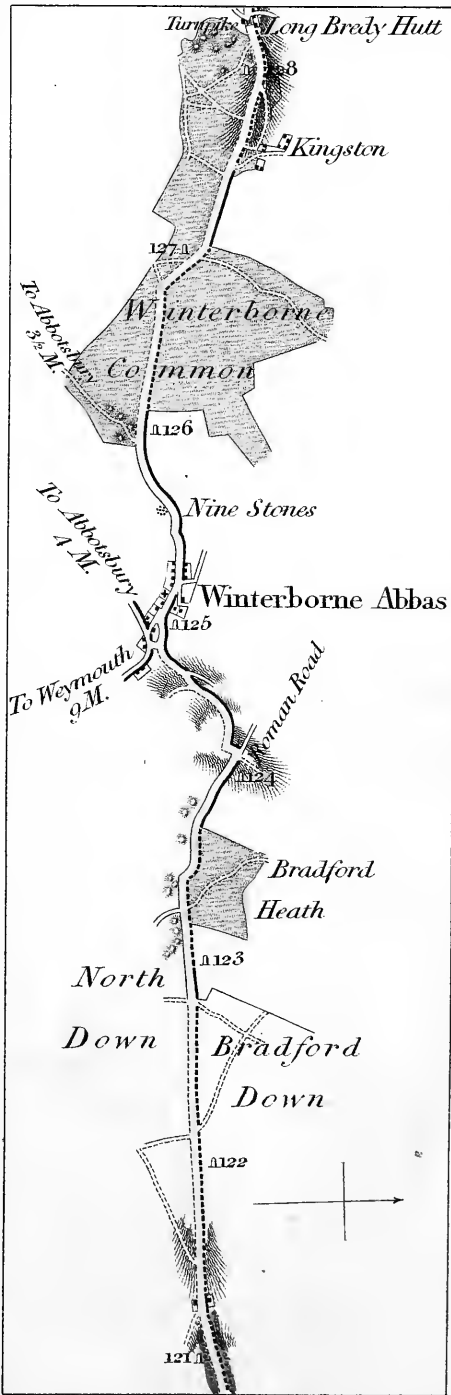 Turnpike
Long Bredy Hutt
128
Kingston
127
Winterborne
Common
To Abbotsbury
3½ M.
126
Nine Stones
To Abbotsbury
4 M.
Winterborne Abbas
125
To Weymouth
9 M.
Roman Road
124
Bradford
Heath
123
North
Down
Bradford
Down
122
121